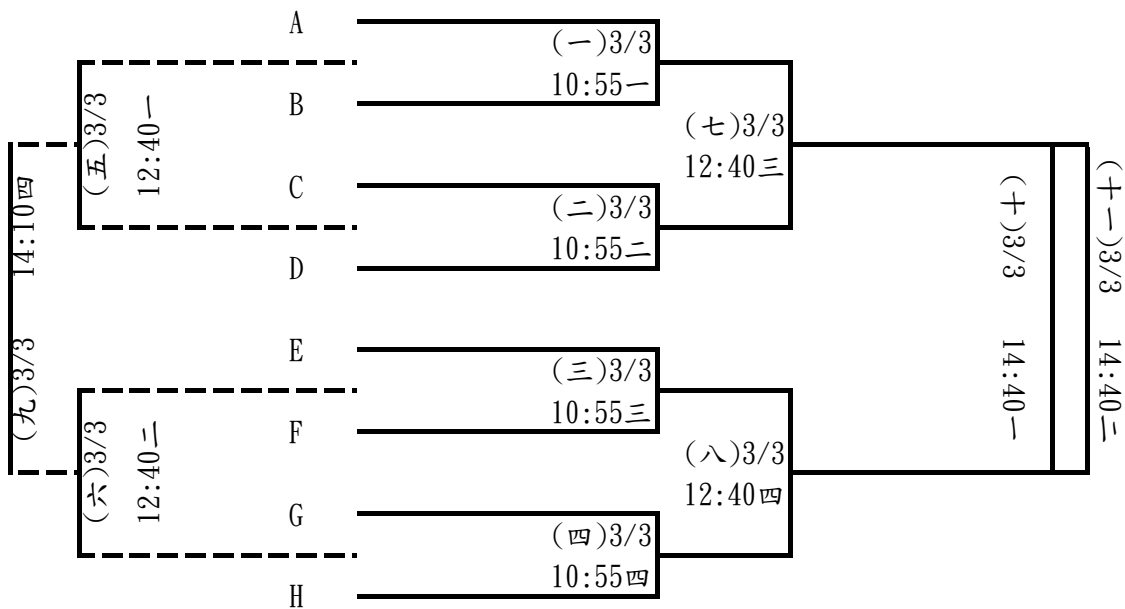 A
(一)3/3
10:55一
B
(五)3/3
12:40一
(七)3/3
12:40三
C
(二)3/3
10:55二
D
(九)3/3
14:10四
(十)3/3
14:40一
(十一)3/3
14:40二
E
(三)3/3
10:55三
F
(六)3/3
12:40二
(八)3/3
12:40四
G
(四)3/3
10:55四
H